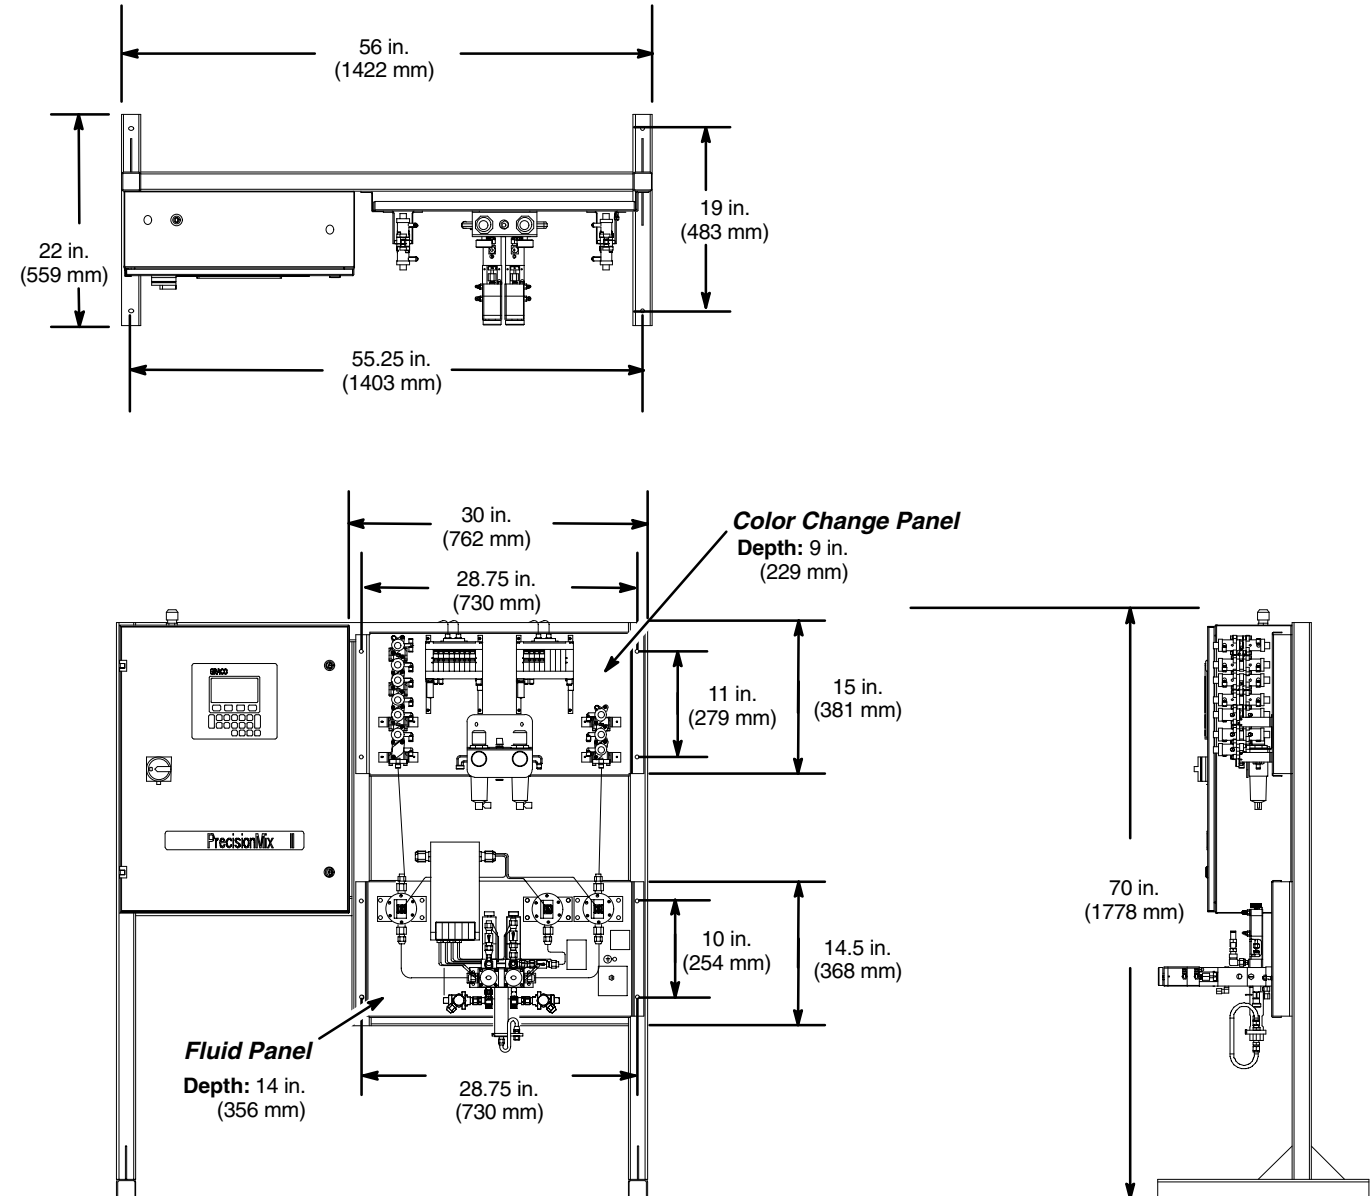 56 in.
(1422 mm)
19 in.
(483 mm)
22 in.
(559 mm)
55.25 in.
(1403 mm)
30 in.
(762 mm)
Color Change Panel
Depth: 9 in.
(229 mm)
28.75 in.
(730 mm)
GRACO
11 in.
(279 mm)
15 in.
(381 mm)
PrecisionMix II
70 in.
(1778 mm)
10 in.
(254 mm)
14.5 in.
(368 mm)
Fluid Panel
Depth: 14 in.
(356 mm)
28.75 in.
(730 mm)